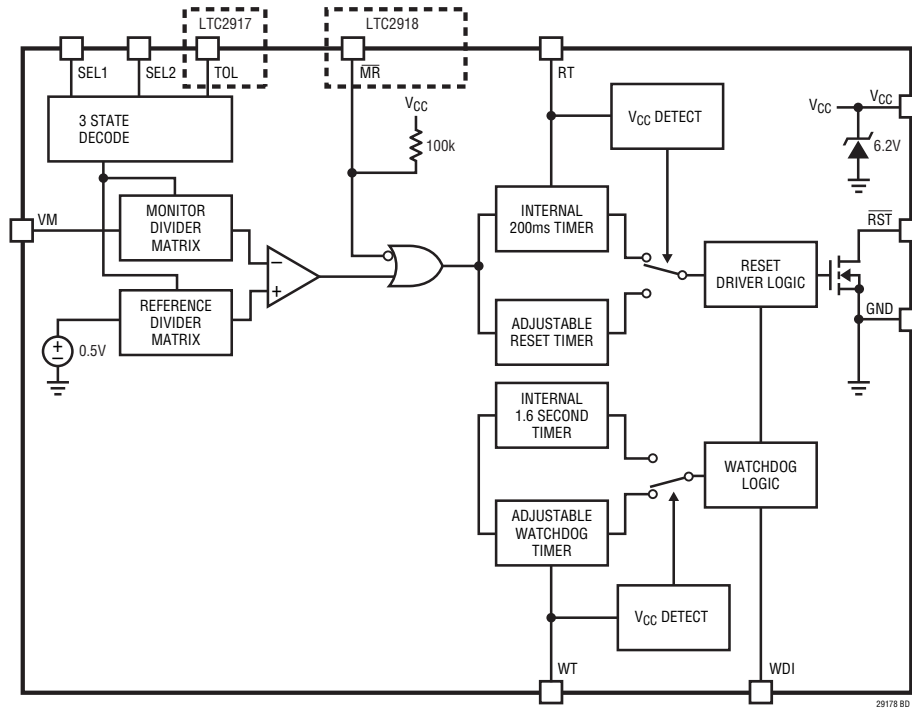 LTC2917
LTC2918
SEL1
SEL2
TOL
MR
RT
3 STATE
DECODE
VCC
100k
VCC DETECT
VCC
VCC
6.2V
VM
MONITOR
DIVIDER
MATRIX
INTERNAL
200ms TIMER
RST
–
+
REFERENCE
DIVIDER
MATRIX
RESET
DRIVER LOGIC
GND
+
–
0.5V
ADJUSTABLE
RESET TIMER
INTERNAL
1.6 SECOND
TIMER
WATCHDOG
LOGIC
ADJUSTABLE
WATCHDOG
TIMER
VCC DETECT
WT
WDI
29178 BD